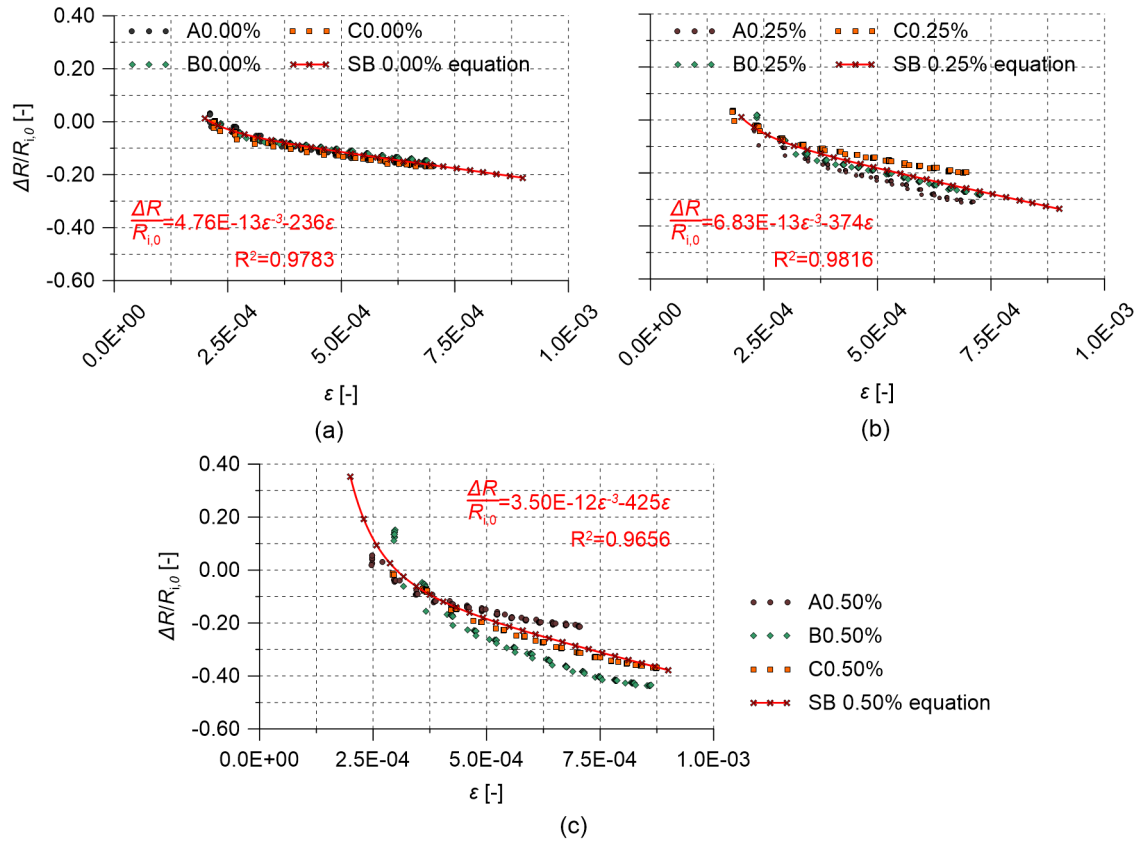 0.40
0.20
0.00
-0.20
-0.40
-0.60
ΔR/R_{i,0} [-]
A0.00% C0.00%
B0.00% SB 0.00% equation
ΔR/R_{i,0}=4.76E-13ε^{-3}-236ε
R²=0.9783
0.0E+00 2.5E-04 5.0E-04 7.5E-04 1.0E-03
ε [-]
(a)
A0.25% C0.25%
B0.25% SB 0.25% equation
ΔR/R_{i,0}=6.83E-13ε^{-3}-374ε
R²=0.9816
0.0E+00 2.5E-04 5.0E-04 7.5E-04 1.0E-03
ε [-]
(b)
0.40
0.20
0.00
-0.20
-0.40
-0.60
ΔR/R_{i,0} [-]
ΔR/R_{i,0}=3.50E-12ε^{-3}-425ε
R²=0.9656
0.0E+00 2.5E-04 5.0E-04 7.5E-04 1.0E-03
ε [-]
(c)
A0.50%
B0.50%
C0.50%
SB 0.50% equation